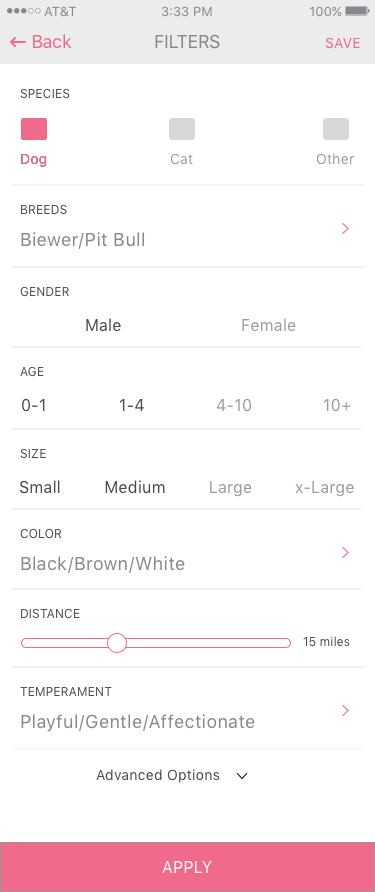 AT&T 3:33 PM 100%
← Back FILTERS SAVE
SPECIES
Dog Cat Other
BREEDS
Biewer/Pit Bull
GENDER
Male Female
AGE
0-1 1-4 4-10 10+
SIZE
Small Medium Large x-Large
COLOR
Black/Brown/White
DISTANCE
15 miles
TEMPERAMENT
Playful/Gentle/Affectionate
Advanced Options
APPLY